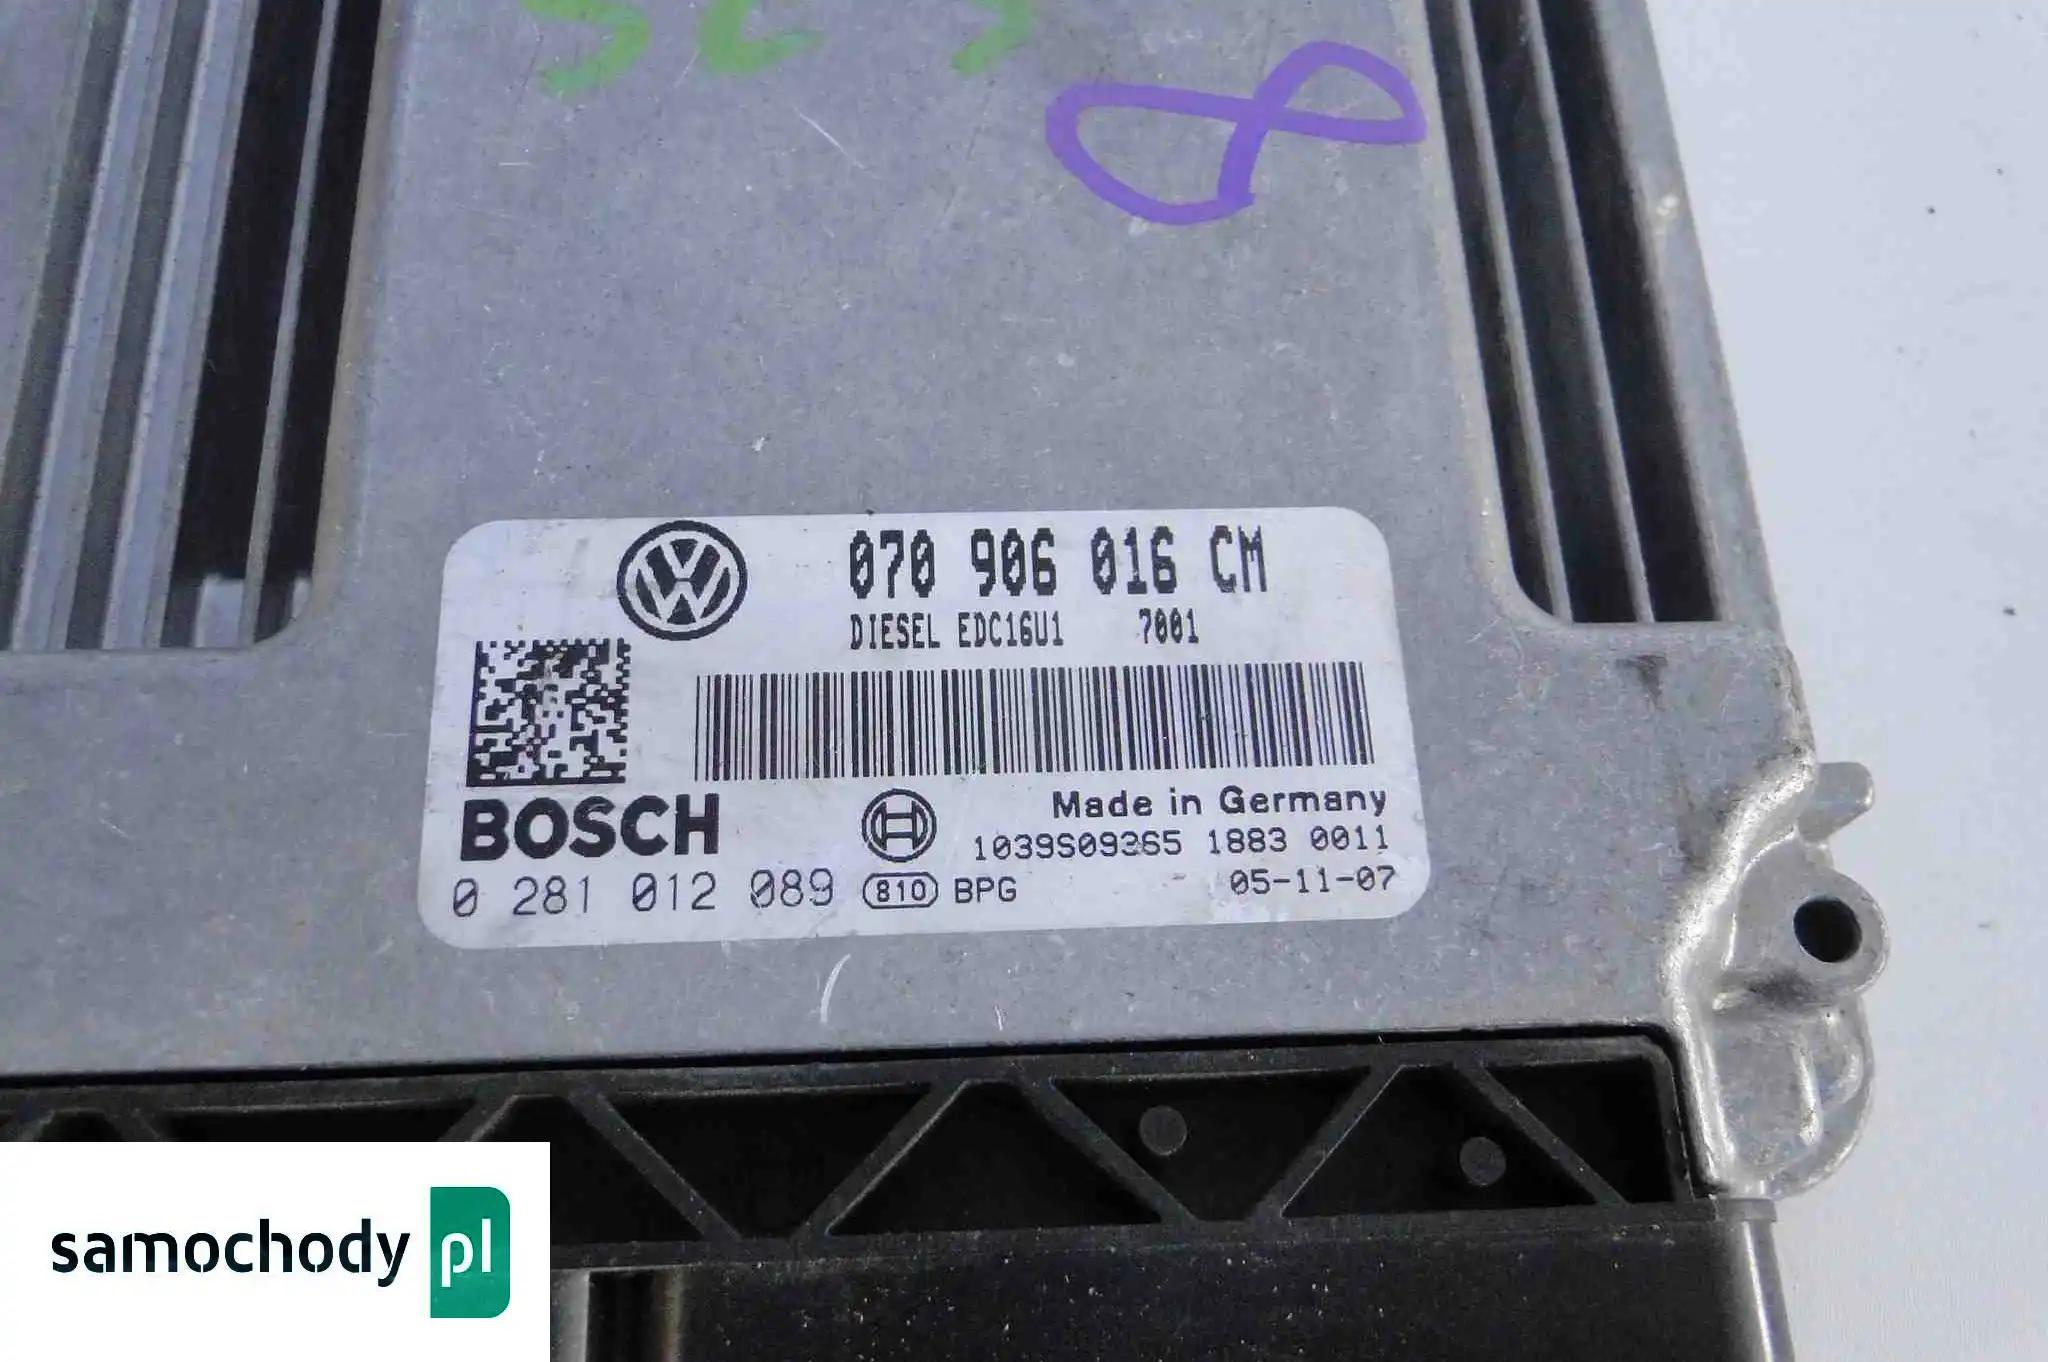 8
070 906 016 CM
DIESEL EDC16U1 7001
BOSCH
Made in Germany
1039S09365 1883 0011
0 281 012 089 810 BPG 05-11-07
samochody pl